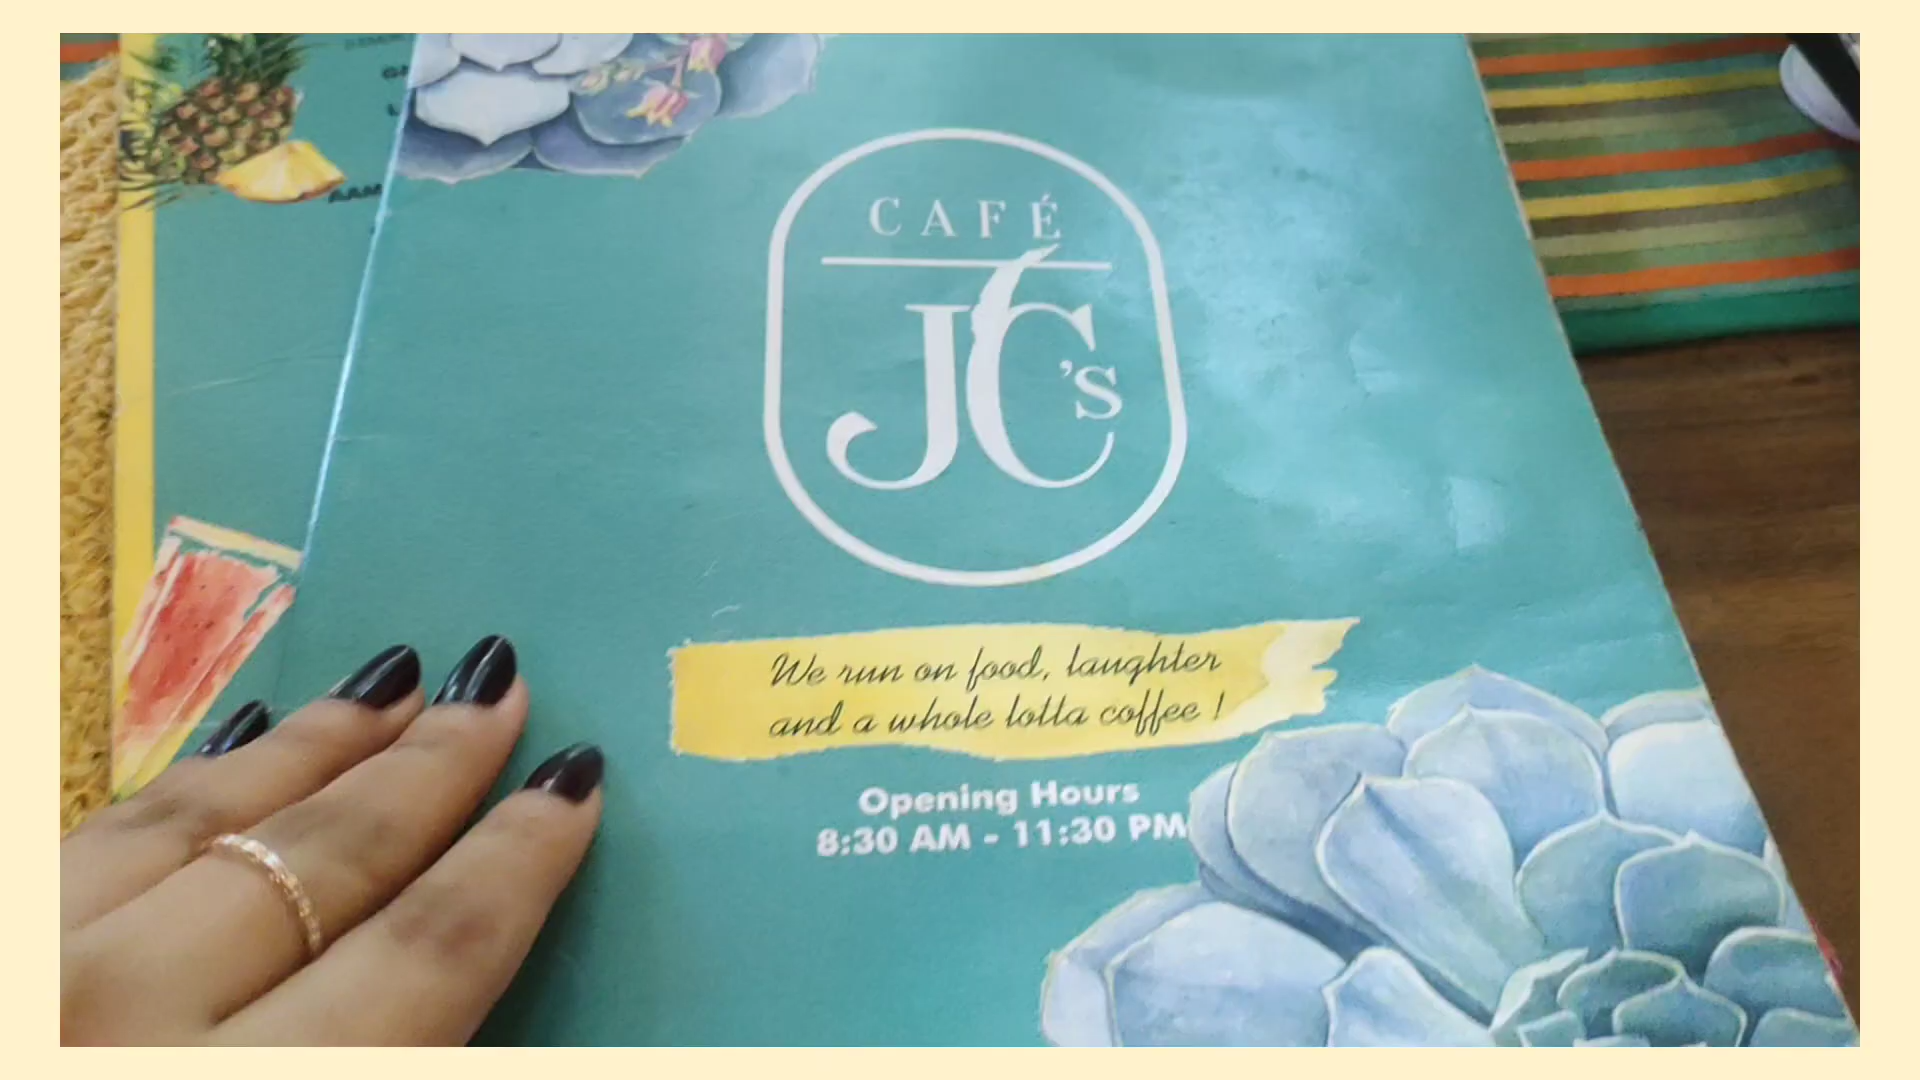 CAFÉ
JC's
We run on food, laughter
and a whole lotta coffee !
Opening Hours
8:30 AM - 11:30 PM